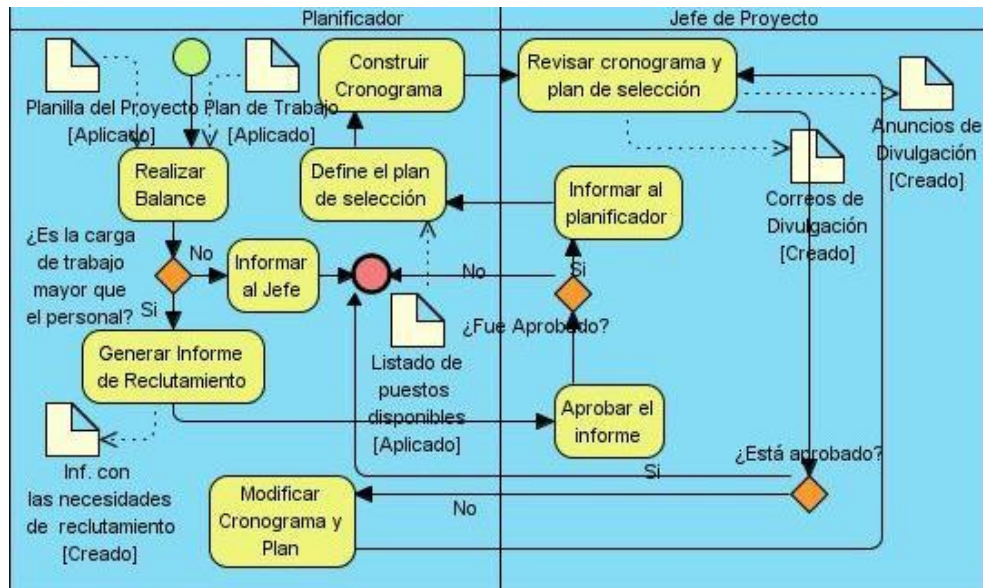 Planificador
Jefe de Proyecto
Planilla del Proyecto
[Aplicado]
Plan de Trabajo
[Aplicado]
Construir
Cronograma
Revisar cronograma y
plan de selección
Anuncios de
Divulgación
[Creado]
Realizar
Balance
Define el plan
de selección
Informar al
planificador
Correos de
Divulgación
[Creado]
¿Es la carga
de trabajo
mayor que
el personal?
No
Informar
al Jefe
No
Si
Si
¿Fue Aprobado?
Generar Informe
de Reclutamiento
Listado de
puestos
disponibles
[Aplicado]
Aprobar el
informe
Inf. con
las necesidades
de reclutamiento
[Creado]
¿Está aprobado?
Si
No
Modificar
Cronograma y
Plan